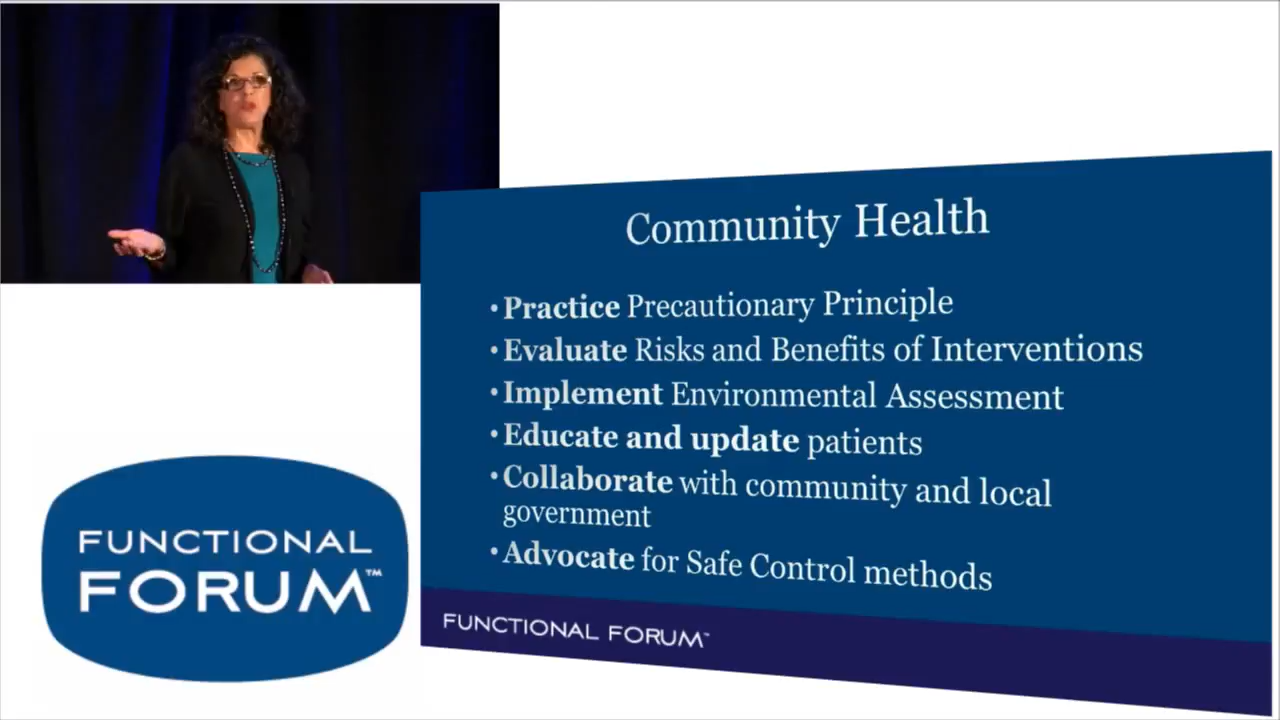 Community Health
•Practice Precautionary Principle
•Evaluate Risks and Benefits of Interventions
•Implement Environmental Assessment
•Educate and update patients
•Collaborate with community and local
government
•Advocate for Safe Control methods
FUNCTIONAL FORUM™
FUNCTIONAL
FORUM™